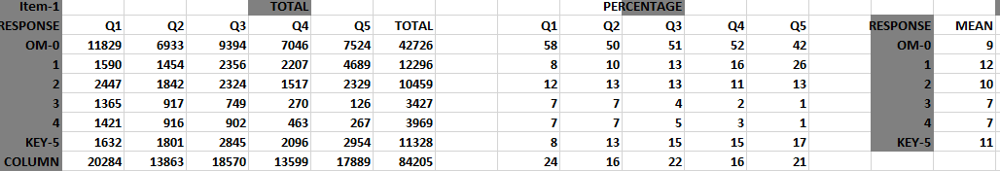 Item-1 TOTAL PERCENTAGE
RESPONSE Q1 Q2 Q3 Q4 Q5 TOTAL Q1 Q2 Q3 Q4 Q5 RESPONSE MEAN
OM-0 11829 6933 9394 7046 7524 42726 58 50 51 52 42 OM-0 9
1 1590 1454 2356 2207 4689 12296 8 10 13 16 26 1 12
2 2447 1842 2324 1517 2329 10459 12 13 13 11 13 2 10
3 1365 917 749 270 126 3427 7 7 4 2 1 3 7
4 1421 916 902 463 267 3969 7 7 5 3 1 4 7
KEY-5 1632 1801 2845 2096 2954 11328 8 13 15 15 17 KEY-5 11
COLUMN 20284 13863 18570 13599 17889 84205 24 16 22 16 21